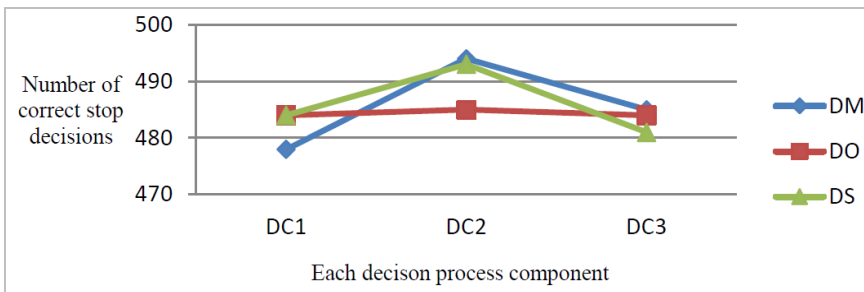 500
490
480
470
Number of
correct stop
decisions
DC1 DC2 DC3
Each decison process component
DM
DO
DS